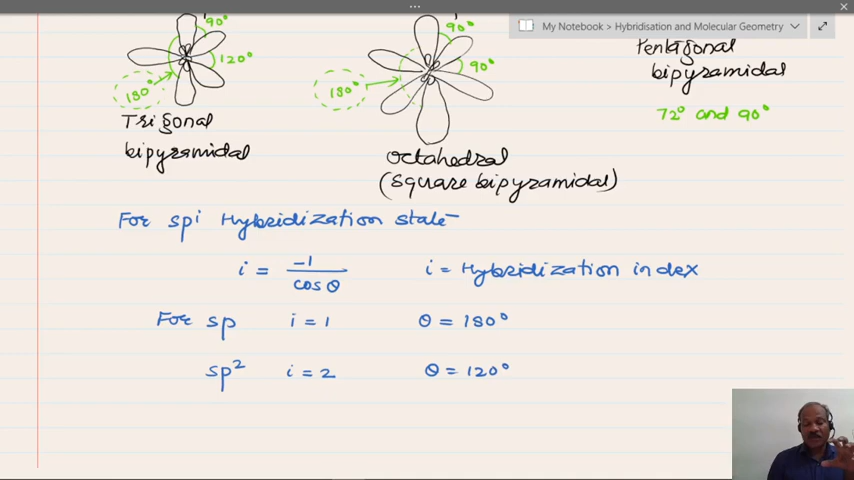 ...
My Notebook > Hybridisation and Molecular Geometry
90°
120°
180°
Trigonal
bipyramidal
90°
90°
180°
Octahedral
(Square bipyramidal)
Pentagonal
bipyramidal
72° and 90°
For spⁱ Hybridization state
i = -1 / cos θ i = Hybridization index
For sp i = 1 θ = 180°
sp² i = 2 θ = 120°